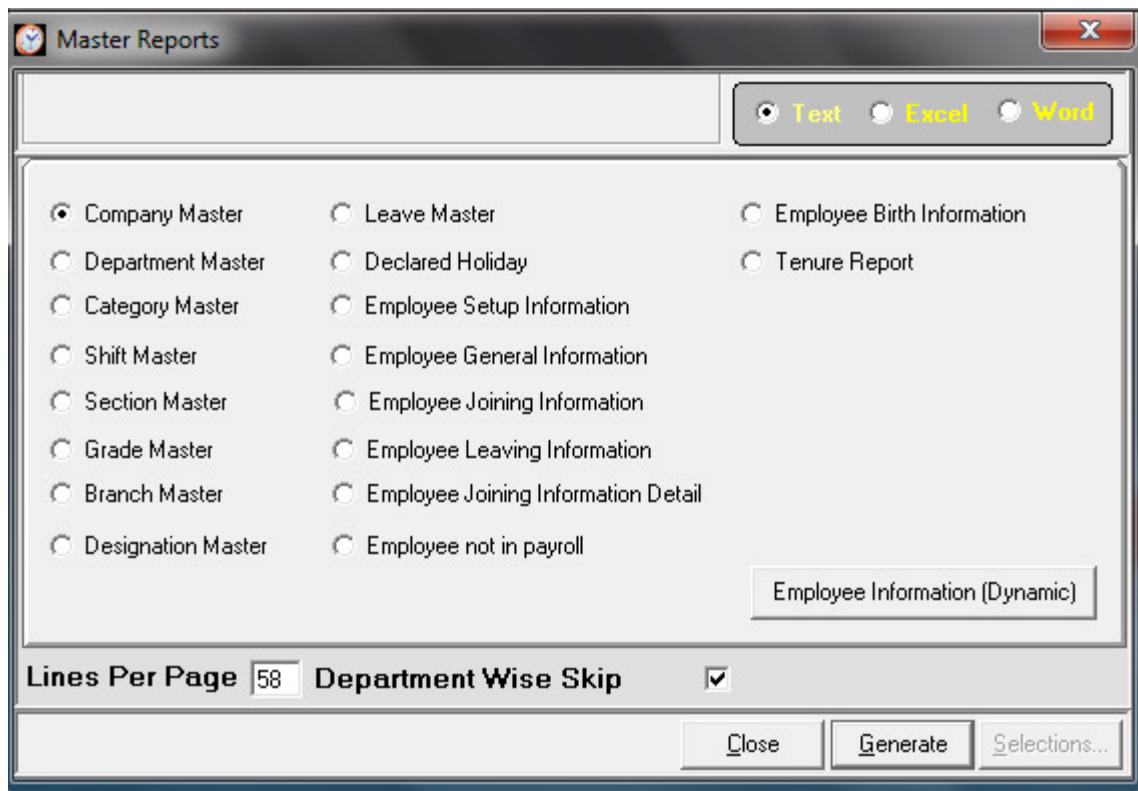 Master Reports
Text Excel Word
Company Master Leave Master Employee Birth Information
Department Master Declared Holiday Tenure Report
Category Master Employee Setup Information
Shift Master Employee General Information
Section Master Employee Joining Information
Grade Master Employee Leaving Information
Branch Master Employee Joining Information Detail
Designation Master Employee not in payroll
Employee Information (Dynamic)
Lines Per Page 58 Department Wise Skip
Close Generate Selections...